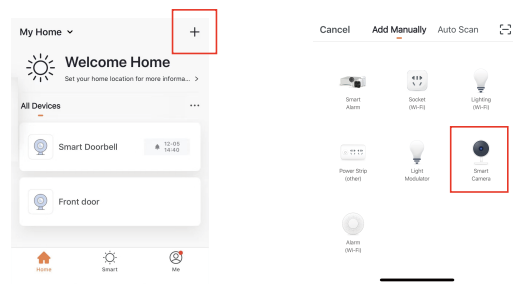 My Home
Welcome Home
Set your home location for more informa... >
All Devices
...
Smart Doorbell
12-05
14:40
Front door
Home
Smart
Me
Cancel
Add Manually
Auto Scan
Smart
Alarm
Socket
(Wi-Fi)
Lighting
(Wi-Fi)
Power Strip
(other)
Light
Modulator
Smart
Camera
Alarm
(Wi-Fi)